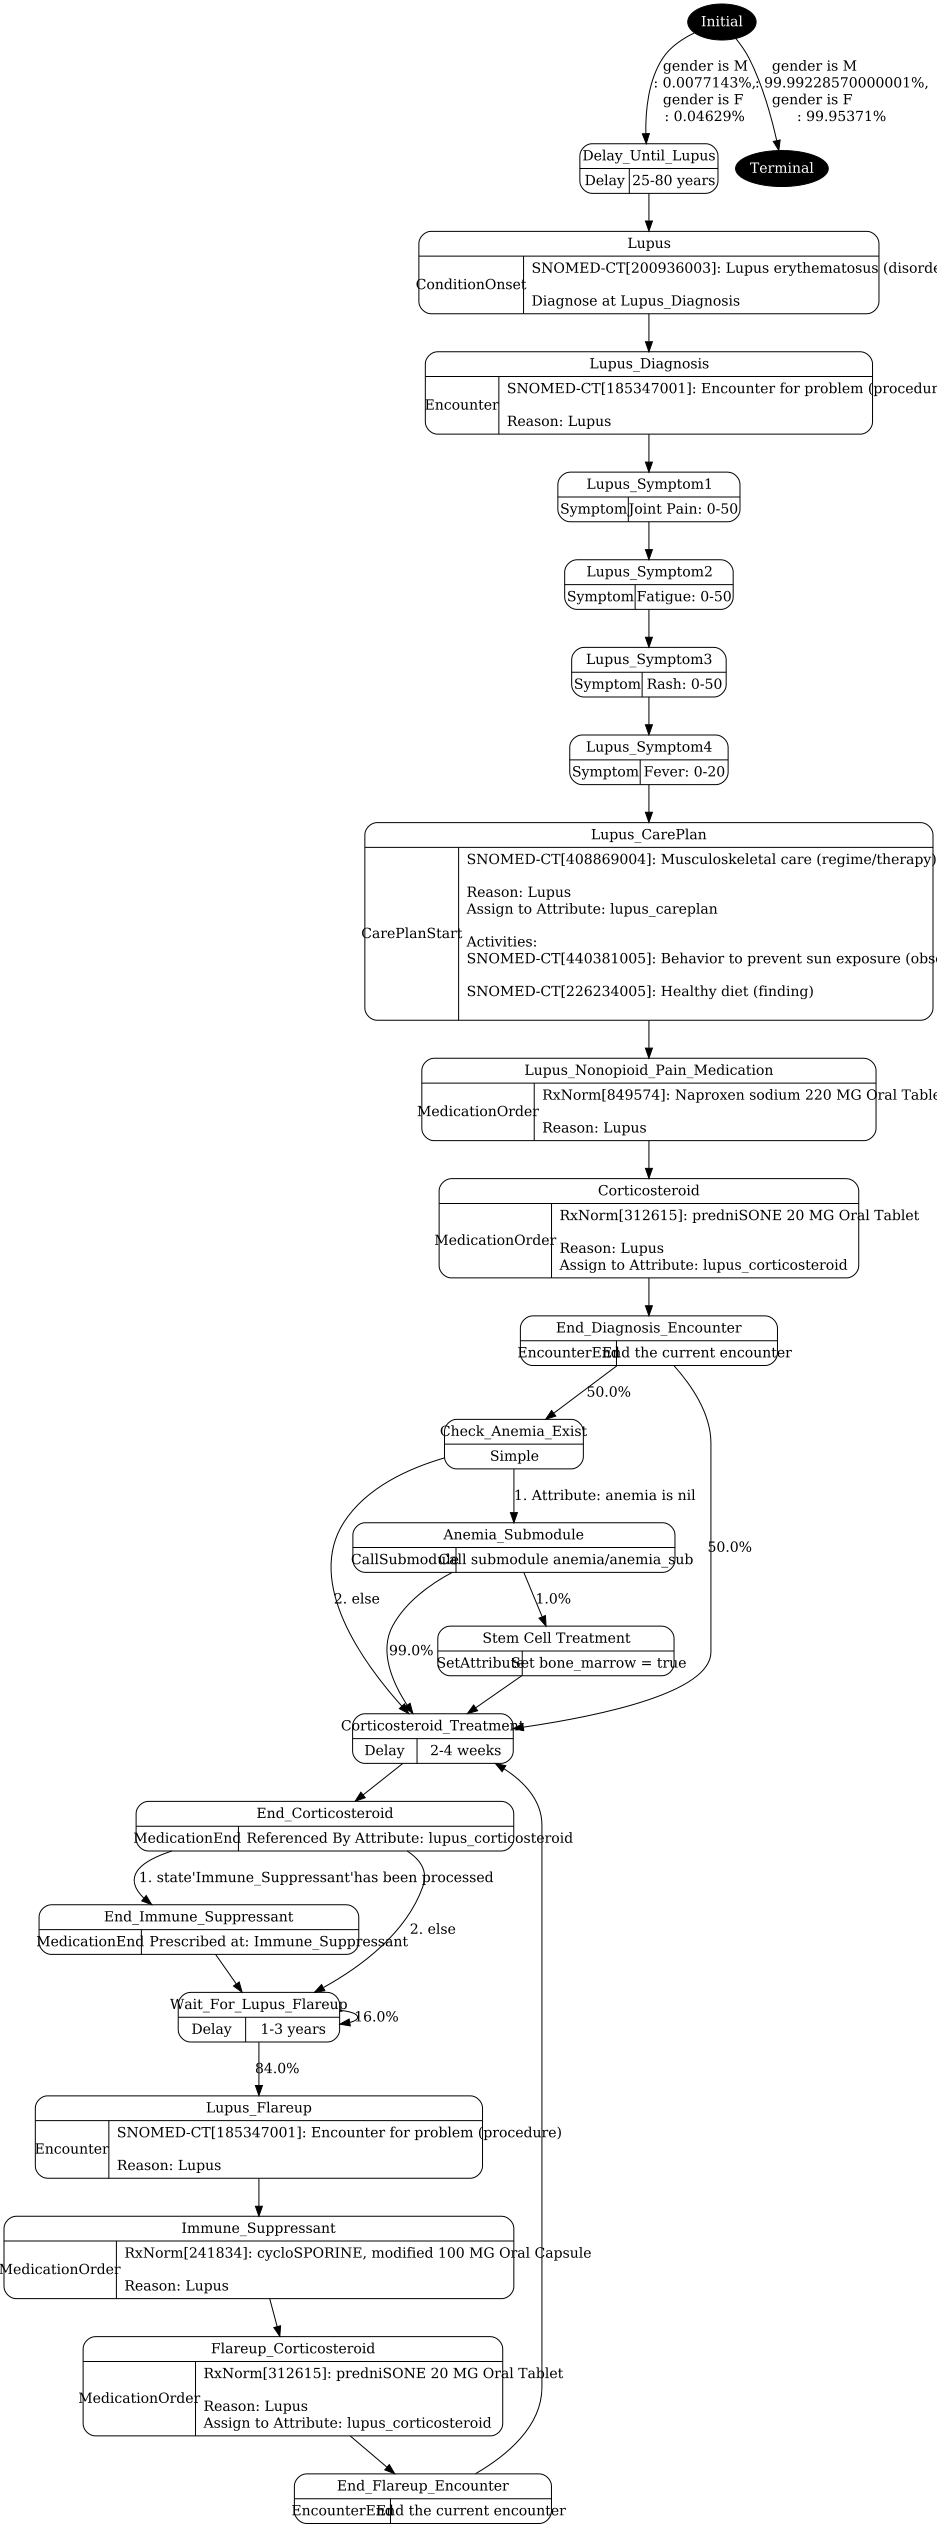 Initial
gender is M
: 0.0077143%,
gender is F
: 0.04629%
gender is M
: 99.99228570000001%,
gender is F
: 99.95371%
Delay_Until_Lupus
Delay
25-80 years
Terminal
Lupus
ConditionOnset
SNOMED-CT[200936003]: Lupus erythematosus (disorde
Diagnose at Lupus_Diagnosis
Lupus_Diagnosis
Encounter
SNOMED-CT[185347001]: Encounter for problem (procedur
Reason: Lupus
Lupus_Symptom1
Symptom
Joint Pain: 0-50
Lupus_Symptom2
Symptom
Fatigue: 0-50
Lupus_Symptom3
Symptom
Rash: 0-50
Lupus_Symptom4
Symptom
Fever: 0-20
Lupus_CarePlan
CarePlanStart
SNOMED-CT[408869004]: Musculoskeletal care (regime/therapy)
Reason: Lupus
Assign to Attribute: lupus_careplan
Activities:
SNOMED-CT[440381005]: Behavior to prevent sun exposure (obs
SNOMED-CT[226234005]: Healthy diet (finding)
Lupus_Nonopioid_Pain_Medication
MedicationOrder
RxNorm[849574]: Naproxen sodium 220 MG Oral Table
Reason: Lupus
Corticosteroid
MedicationOrder
RxNorm[312615]: predniSONE 20 MG Oral Tablet
Reason: Lupus
Assign to Attribute: lupus_corticosteroid
End_Diagnosis_Encounter
EncounterEnd
End the current encounter
50.0%
Check_Anemia_Exist
Simple
1. Attribute: anemia is nil
Anemia_Submodule
CallSubmodule
Call submodule anemia/anemia_sub
50.0%
2. else
1.0%
Stem Cell Treatment
99.0%
SetAttribute
Set bone_marrow = true
Corticosteroid_Treatment
Delay
2-4 weeks
End_Corticosteroid
MedicationEnd
Referenced By Attribute: lupus_corticosteroid
1. state'Immune_Suppressant'has been processed
End_Immune_Suppressant
2. else
MedicationEnd
Prescribed at: Immune_Suppressant
Wait_For_Lupus_Flareup
Delay
1-3 years
16.0%
84.0%
Lupus_Flareup
Encounter
SNOMED-CT[185347001]: Encounter for problem (procedure)
Reason: Lupus
Immune_Suppressant
MedicationOrder
RxNorm[241834]: cycloSPORINE, modified 100 MG Oral Capsule
Reason: Lupus
Flareup_Corticosteroid
MedicationOrder
RxNorm[312615]: predniSONE 20 MG Oral Tablet
Reason: Lupus
Assign to Attribute: lupus_corticosteroid
End_Flareup_Encounter
EncounterEnd
End the current encounter